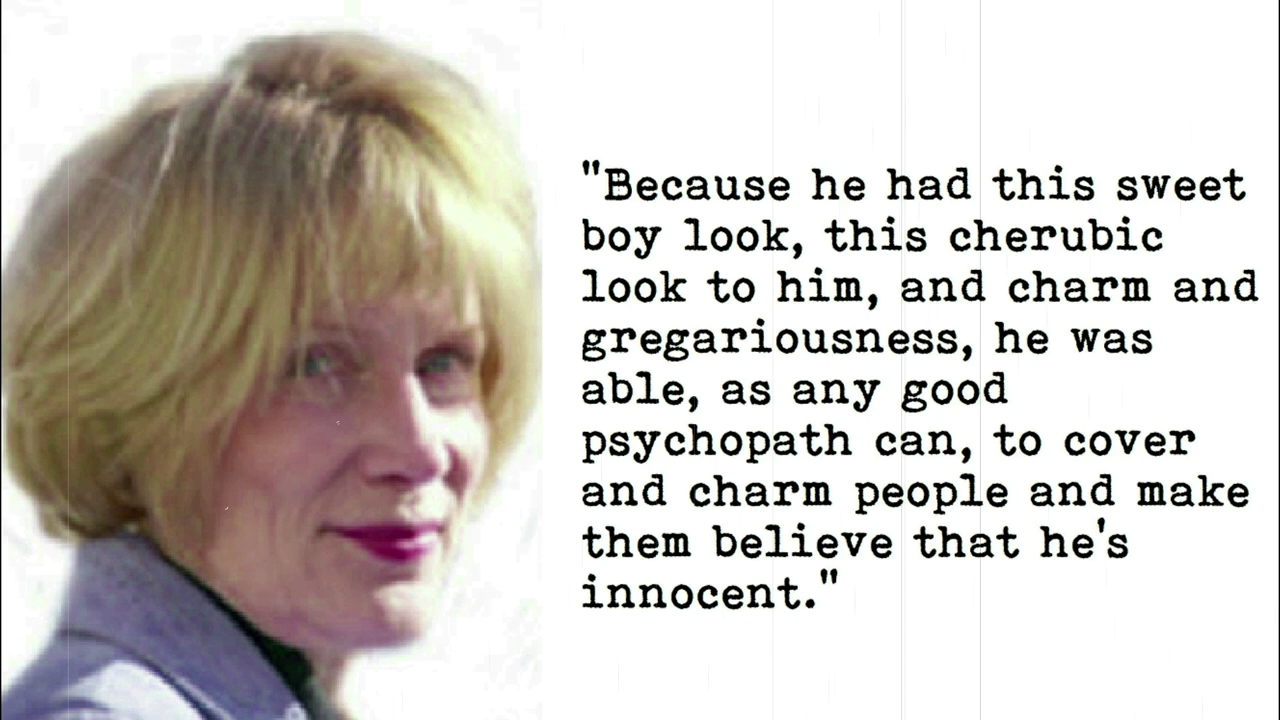 "Because he had this sweet
boy look, this cherubic
look to him, and charm and
gregariousness, he was
able, as any good
psychopath can, to cover
and charm people and make
them believe that he's
innocent."